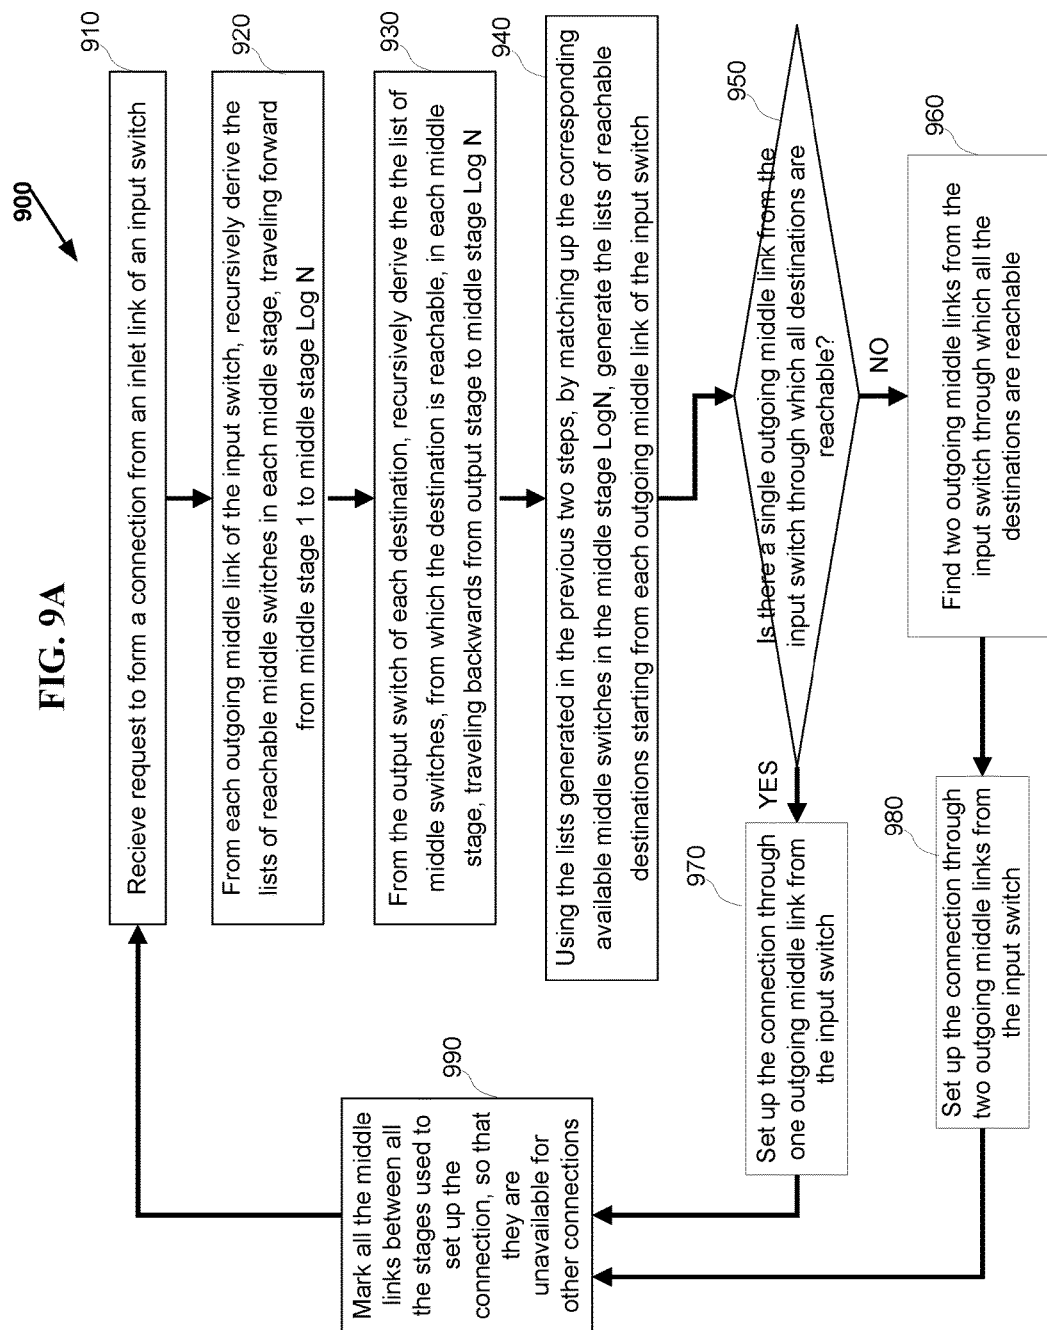 FIG. 9A
900
910
Recieve request to form a connection from an inlet link of an input switch
920
From each outgoing middle link of the input switch, recursively derive the
lists of reachable middle switches in each middle stage, traveling forward
from middle stage 1 to middle stage Log N
930
From the output switch of each destination, recursively derive the list of
middle switches, from which the destination is reachable, in each middle
stage, traveling backwards from output stage to middle stage Log N
940
Using the lists generated in the previous two steps, by matching up the corresponding
available middle switches in the middle stage LogN, generate the lists of reachable
destinations starting from each outgoing middle link of the input switch
950
Is there a single outgoing middle link from the
input switch through which all destinations are
reachable?
YES
NO
960
Find two outgoing middle links from the
input switch through which all the
destinations are reachable
970
Set up the connection through
one outgoing middle link from
the input switch
980
Set up the connection through
two outgoing middle links from
the input switch
990
Mark all the middle
links between all
the stages used to
set up the
connection, so that
they are
unavailable for
other connections